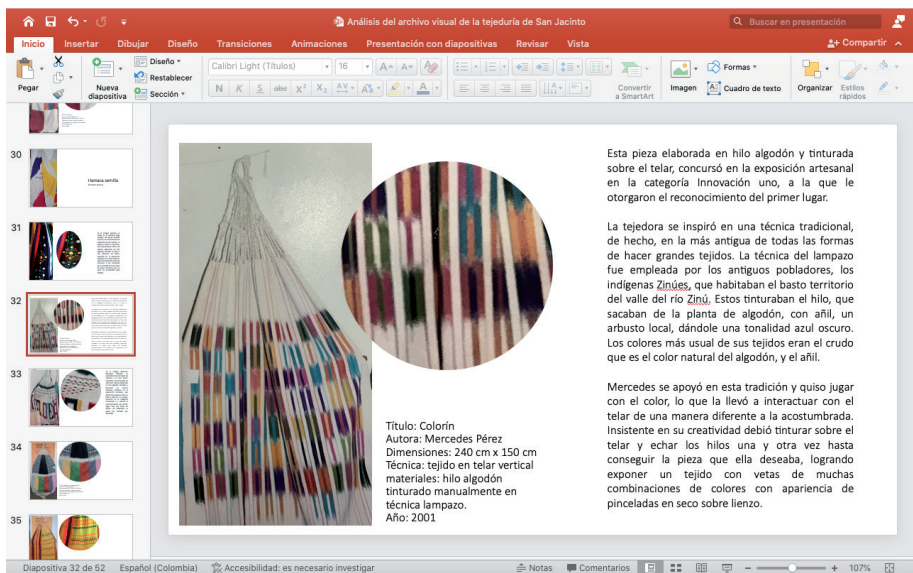 Análisis del archivo visual de la tejeduría de San Jacinto
Buscar en presentación
Inicio Insertar Dibujar Diseño Transiciones Animaciones Presentación con diapositivas Revisar Vista
Compartir
Pegar
Nueva diapositiva
Diseño
Restablecer
Sección
Calibri Light (Títulos) 16
N K S abc X² X₂ AV Aa A
Convertir a SmartArt
Imagen
Formas
Cuadro de texto
Organizar
Estilos rápidos
30
Hamaca semilla
31
32
33
34
35
Título: Colorín
Autora: Mercedes Pérez
Dimensiones: 240 cm x 150 cm
Técnica: tejido en telar vertical
materiales: hilo algodón
tinturado manualmente en
técnica lampazo.
Año: 2001
Esta pieza elaborada en hilo algodón y tinturada
sobre el telar, concursó en la exposición artesanal
en la categoría Innovación uno, a la que le
otorgaron el reconocimiento del primer lugar.
La tejedora se inspiró en una técnica tradicional,
de hecho, en la más antigua de todas las formas
de hacer grandes tejidos. La técnica del lampazo
fue empleada por los antiguos pobladores, los
indígenas Zinúes, que habitaban el basto territorio
del valle del río Zinú. Estos tinturaban el hilo, que
sacaban de la planta de algodón, con añil, un
arbusto local, dándole una tonalidad azul oscuro.
Los colores más usual de sus tejidos eran el crudo
que es el color natural del algodón, y el añil.
Mercedes se apoyó en esta tradición y quiso jugar
con el color, lo que la llevó a interactuar con el
telar de una manera diferente a la acostumbrada.
Insistente en su creatividad debió tinturar sobre el
telar y echar los hilos una y otra vez hasta
conseguir la pieza que ella deseaba, logrando
exponer un tejido con vetas de muchas
combinaciones de colores con apariencia de
pinceladas en seco sobre lienzo.
Diapositiva 32 de 52 Español (Colombia) Accesibilidad: es necesario investigar Notas Comentarios 107%